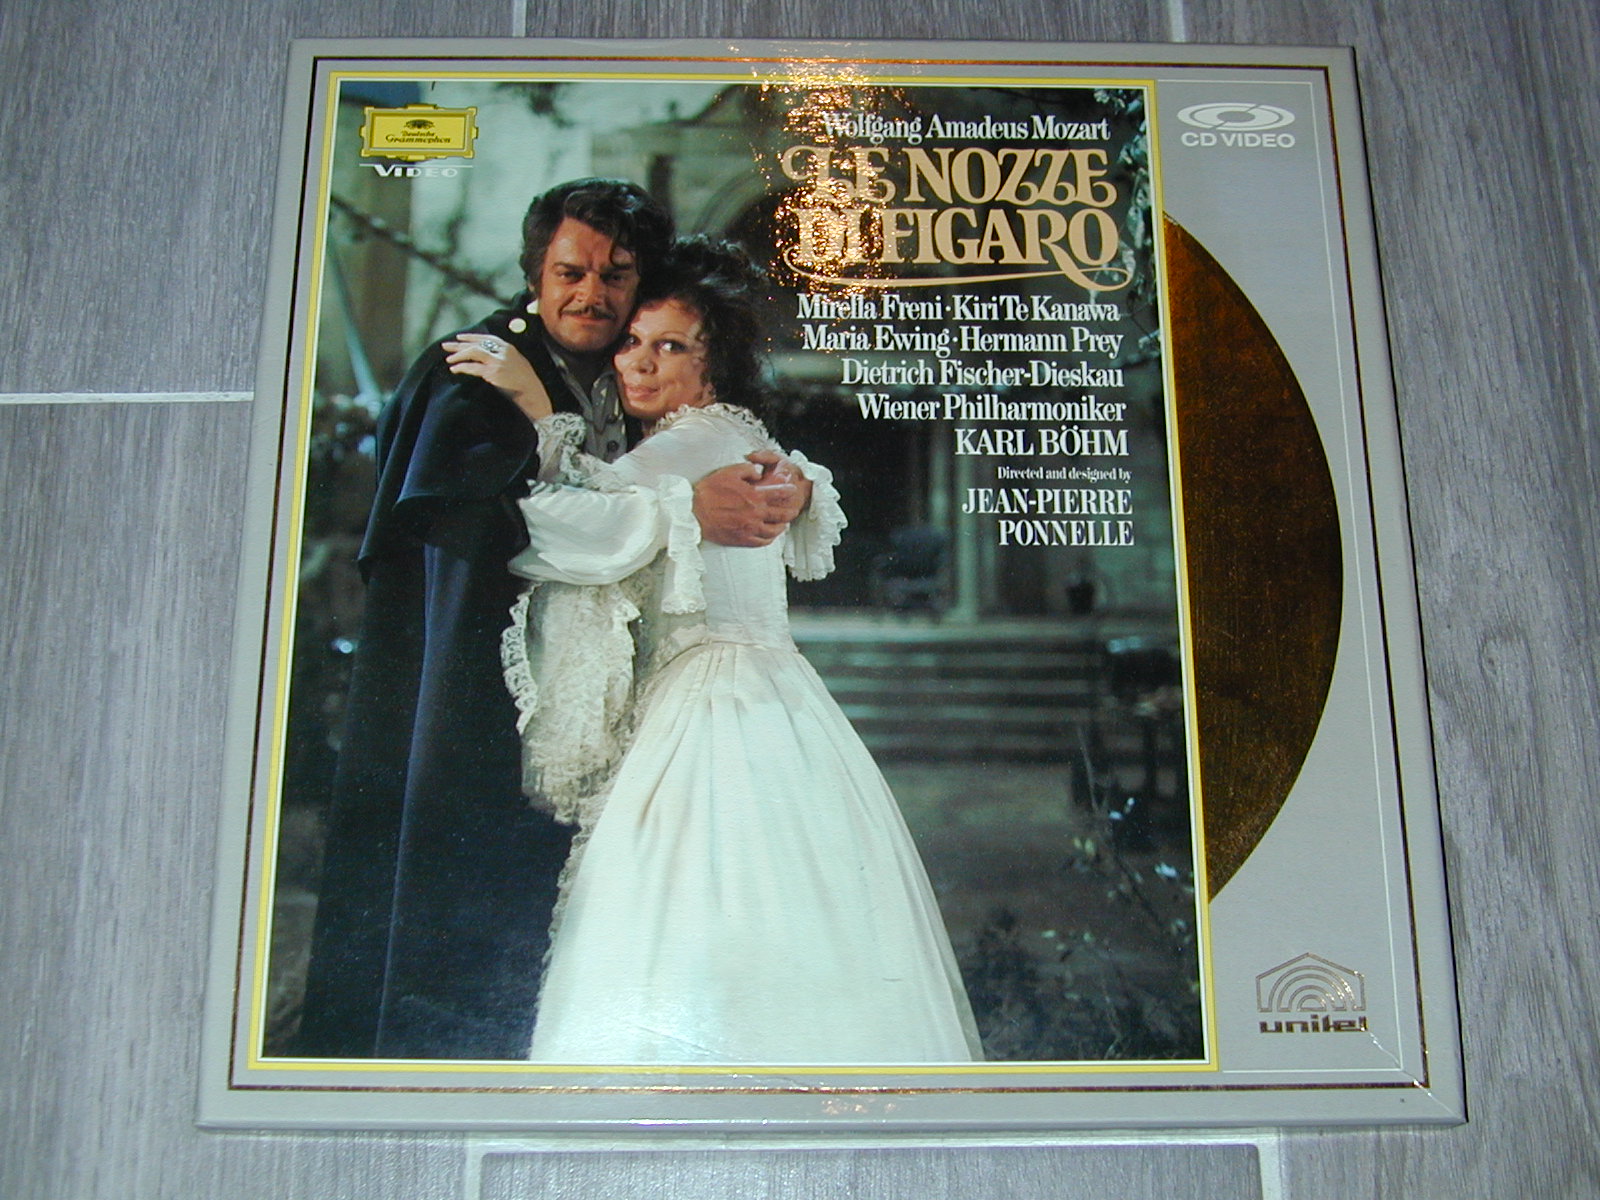 Deutsche
Grammophon
VIDEO
Wolfgang Amadeus Mozart
LE NOZZE
DI FIGARO
Mirella Freni · Kiri Te Kanawa
Maria Ewing · Hermann Prey
Dietrich Fischer-Dieskau
Wiener Philharmoniker
KARL BÖHM
Directed and designed by
JEAN-PIERRE
PONNELLE
CD VIDEO
unitel